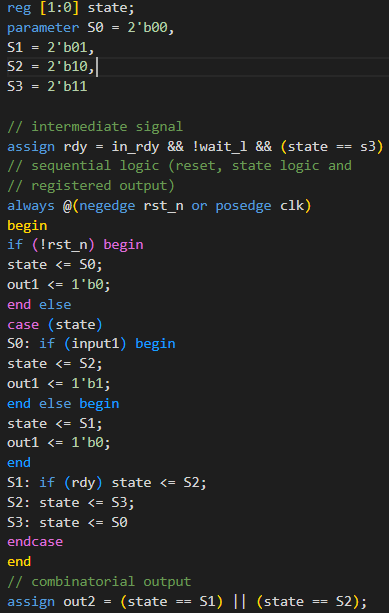 reg [1:0] state;
parameter S0 = 2'b00,
S1 = 2'b01,
S2 = 2'b10,
S3 = 2'b11
// intermediate signal
assign rdy = in_rdy && !wait_l && (state == s3)
// sequential logic (reset, state logic and
// registered output)
always @(negedge rst_n or posedge clk)
begin
if (!rst_n) begin
state <= S0;
out1 <= 1'b0;
end else
case (state)
S0: if (input1) begin
state <= S2;
out1 <= 1'b1;
end else begin
state <= S1;
out1 <= 1'b0;
end
S1: if (rdy) state <= S2;
S2: state <= S3;
S3: state <= S0
endcase
end
// combinatorial output
assign out2 = (state == S1) || (state == S2);